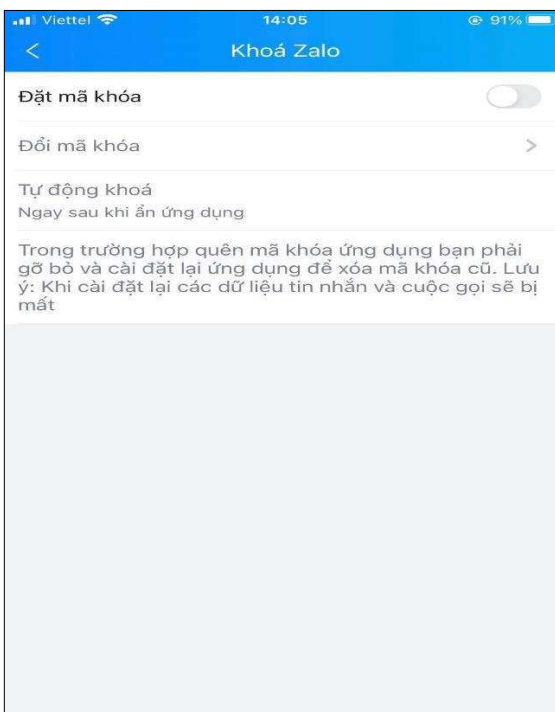 Viettel 14:05 91%
Khoá Zalo
Đặt mã khóa
Đổi mã khóa
Tự động khoá
Ngay sau khi ẩn ứng dụng
Trong trường hợp quên mã khóa ứng dụng bạn phải
gỡ bỏ và cài đặt lại ứng dụng để xóa mã khóa cũ. Lưu
ý: Khi cài đặt lại các dữ liệu tin nhắn và cuộc gọi sẽ bị
mất